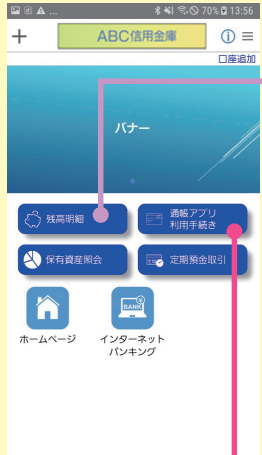 ... 70% 13:56
ABC信用金庫
口座追加
バナー
残高明細
通帳アプリ
利用手続き
保有資産照会
定期預金取引
BANK
ホームページ
インターネット
バンキング